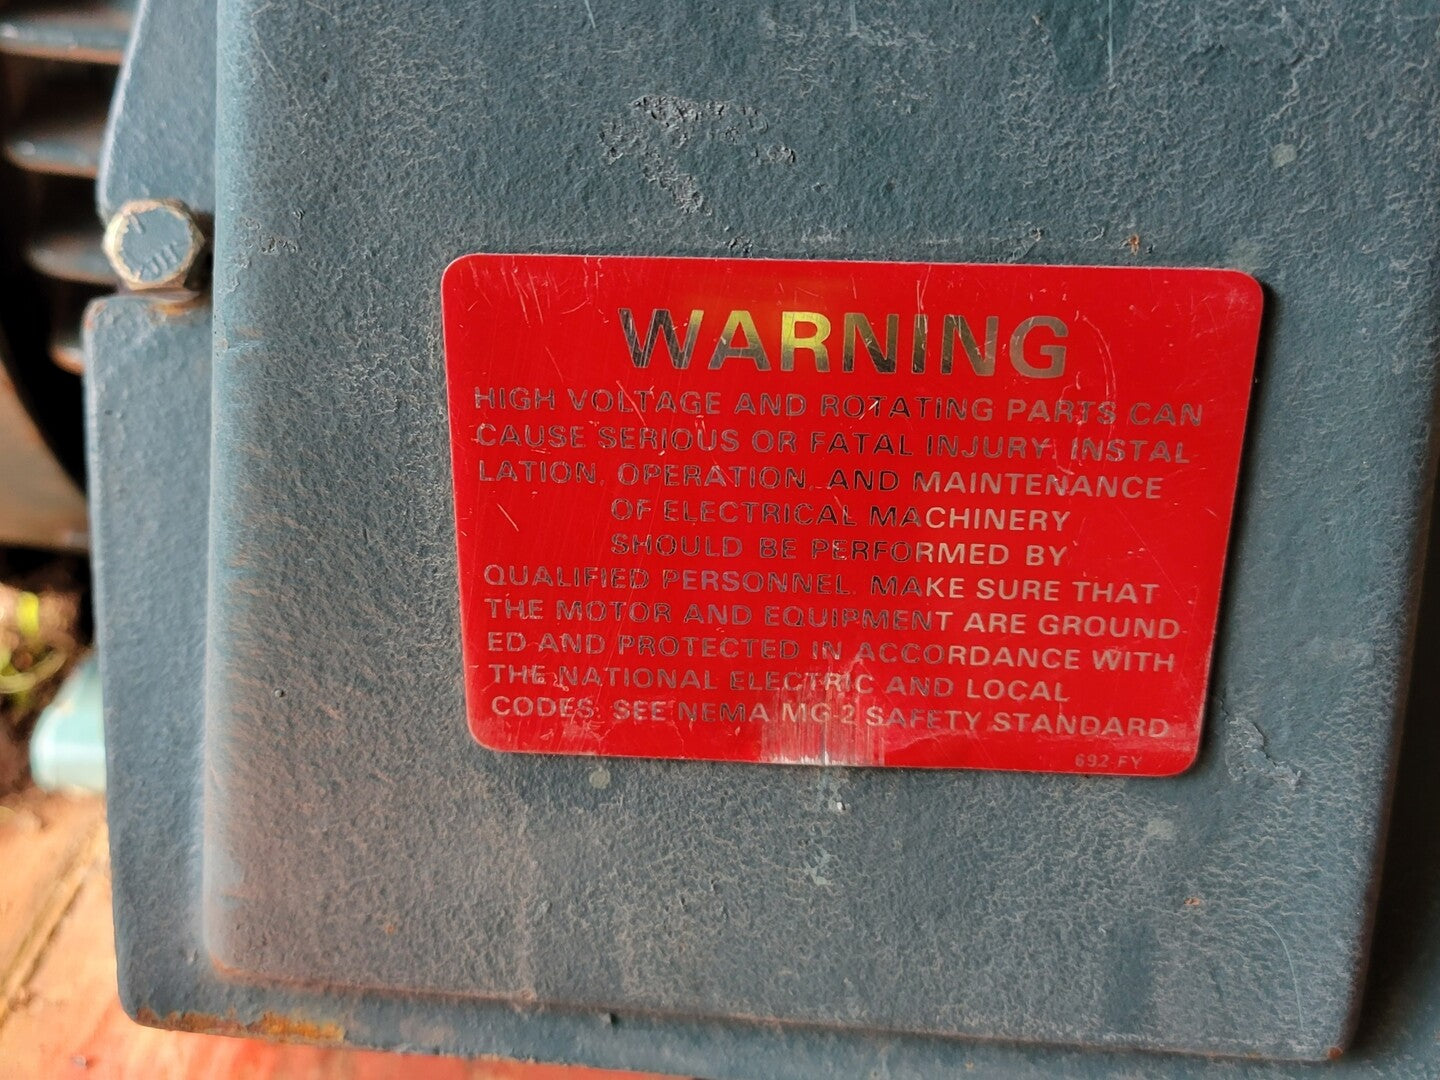 WARNING
HIGH VOLTAGE AND ROTATING PARTS CAN
CAUSE SERIOUS OR FATAL INJURY. INSTAL
LATION, OPERATION, AND MAINTENANCE
OF ELECTRICAL MACHINERY
SHOULD BE PERFORMED BY
QUALIFIED PERSONNEL. MAKE SURE THAT
THE MOTOR AND EQUIPMENT ARE GROUND-
ED AND PROTECTED IN ACCORDANCE WITH
THE NATIONAL ELECTRIC AND LOCAL
CODES. SEE NEMA MG-2 SAFETY STANDARD
692-FY